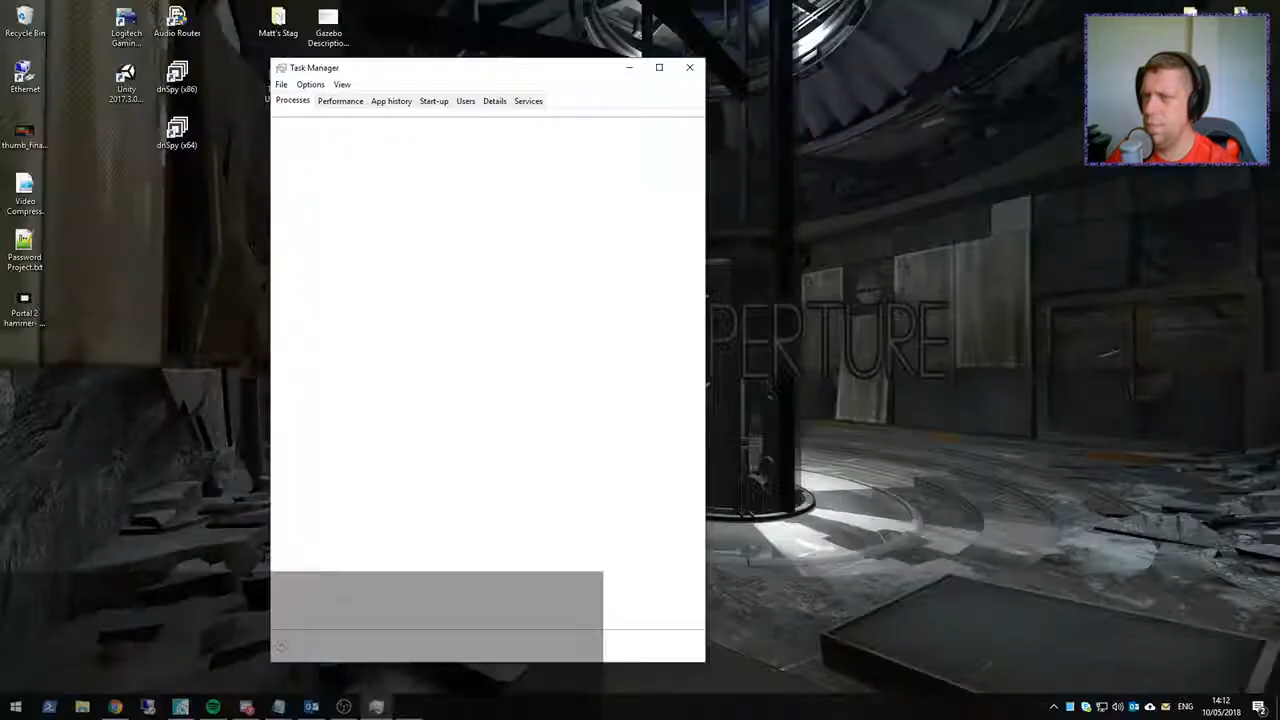 Recycle Bin
Logitech
Gamin...
Audio Router
Matt's Stag
Gazebo
Descriptio...
Ethernet
Unity
2017.3.0...
dnSpy (x86)
thumb_fina...
dnSpy (x64)
Video
Compress...
Password
Project.txt
Portal 2
hammer- ...
Task Manager
File Options View
Processes Performance App history Start-up Users Details Services
PERTURE
ENG
14:12
10/05/2018